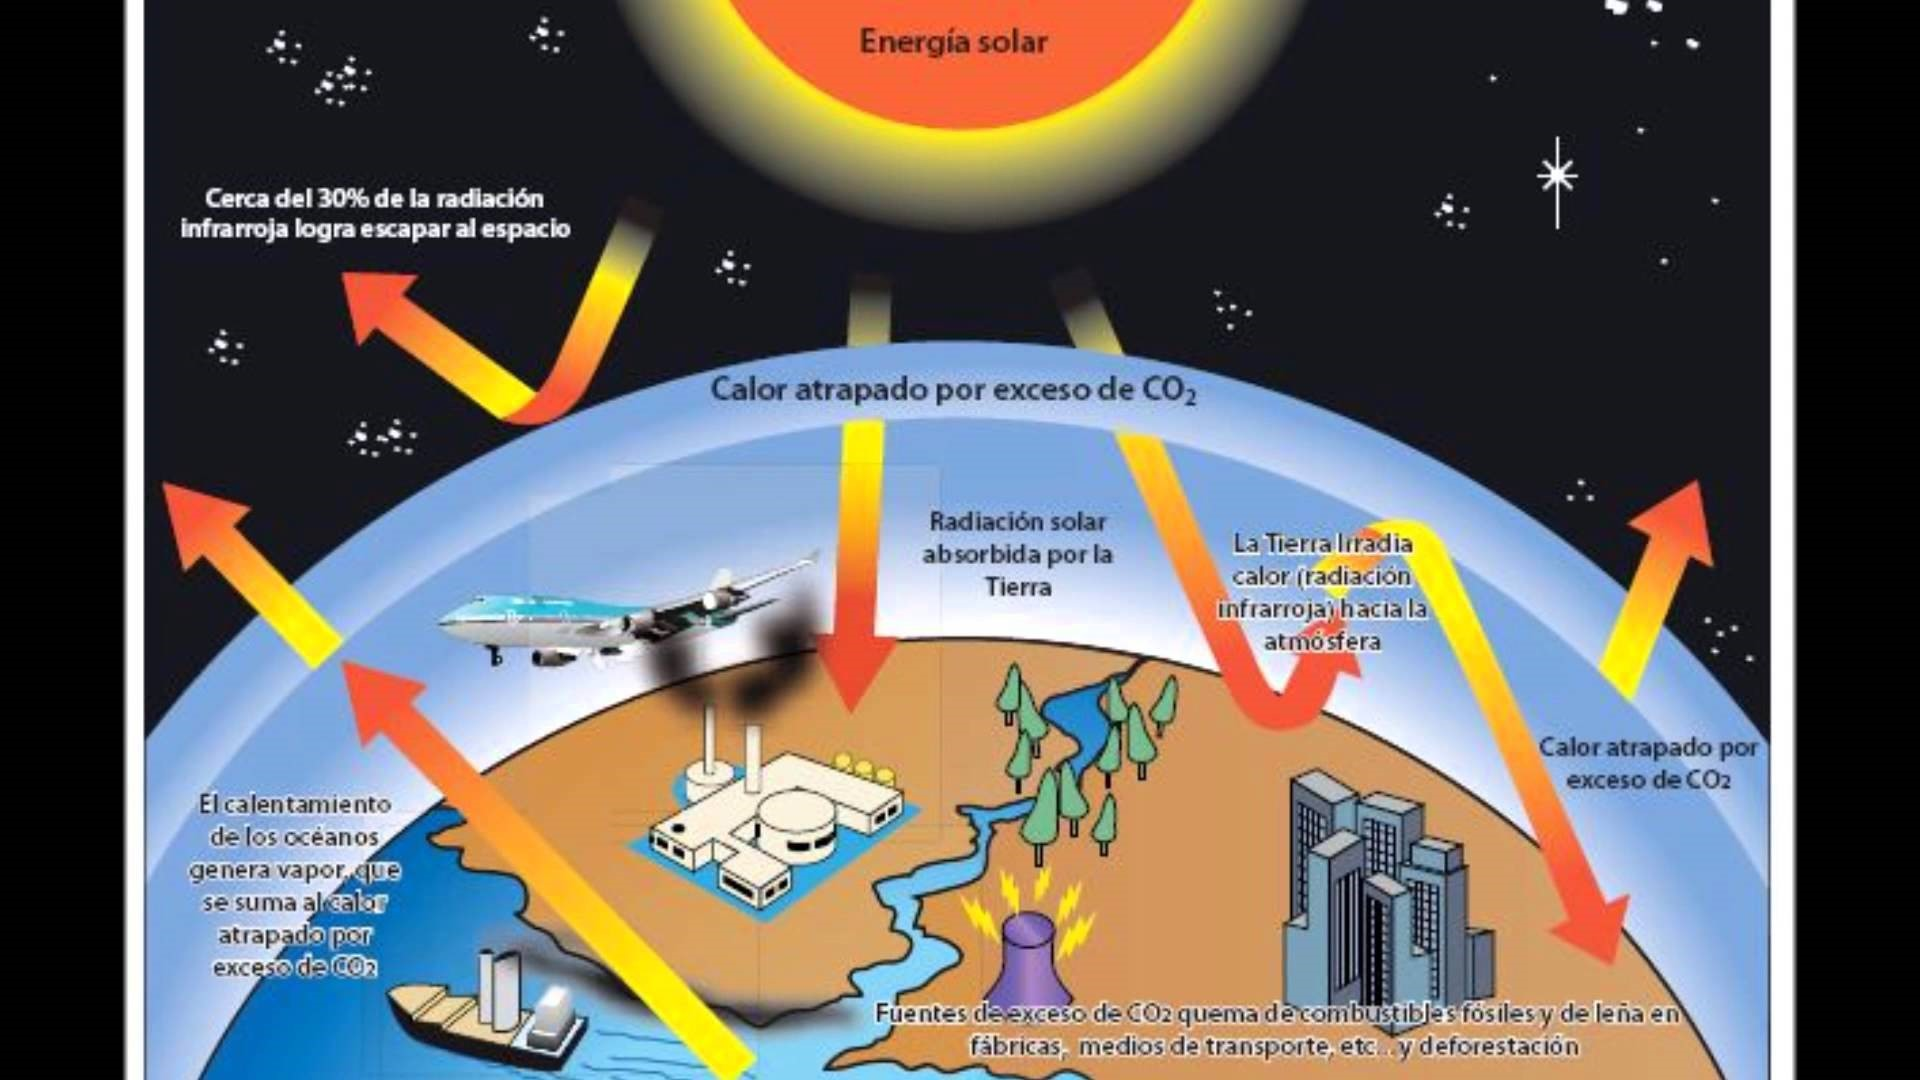 Energía solar
Cerca del 30% de la radiación
infrarroja logra escapar al espacio
Calor atrapado por exceso de CO₂
Radiación solar
absorbida por la
Tierra
La Tierra Irradia
calor (radiación
infrarroja) hacia la
atmósfera
Calor atrapado por
exceso de CO2
El calentamiento
de los océanos
genera vapor, que
se suma al calor
atrapado por
exceso de CO2
Fuentes de exceso de CO2 quema de combustibles fósiles y de leña en
fábricas, medios de transporte, etc... y deforestación